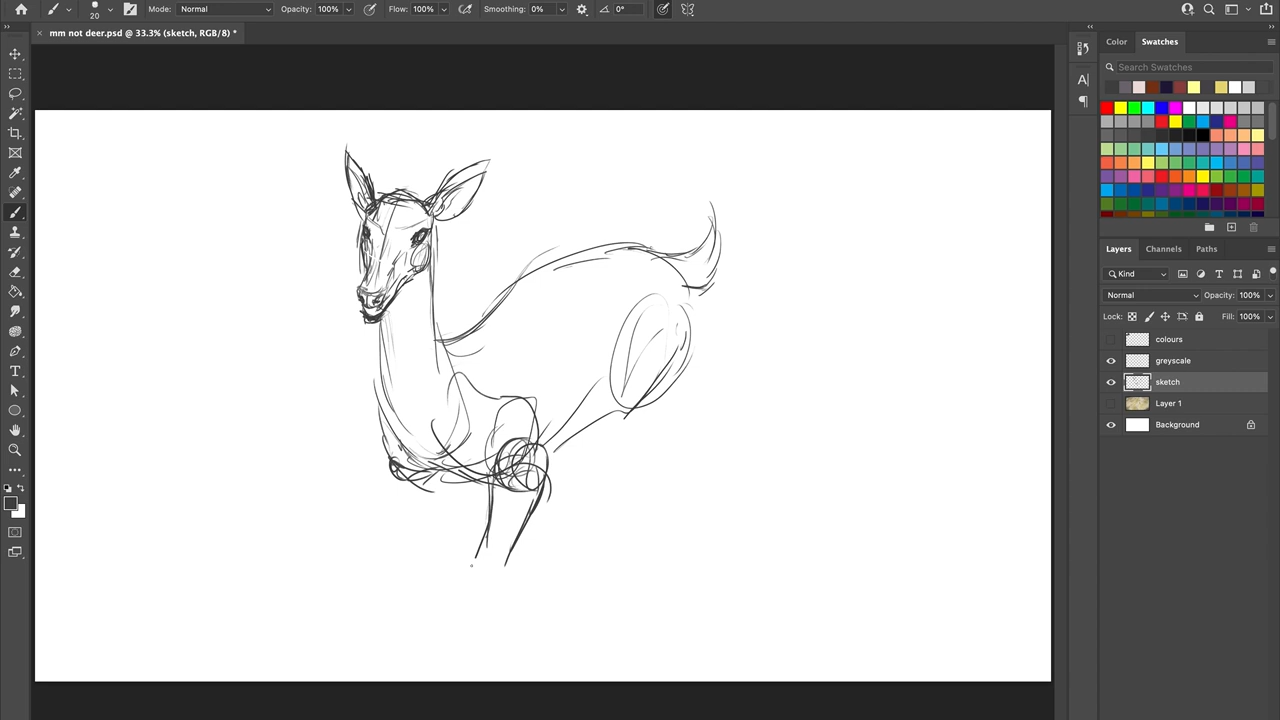 20 Mode: Normal Opacity: 100% Flow: 100% Smoothing: 0% 0°
mm not deer.psd @ 33.3% (sketch, RGB/8) *
Color Swatches
Search Swatches
Layers Channels Paths
Kind
Normal Opacity: 100%
Lock: Fill: 100%
colours
greyscale
sketch
Layer 1
Background